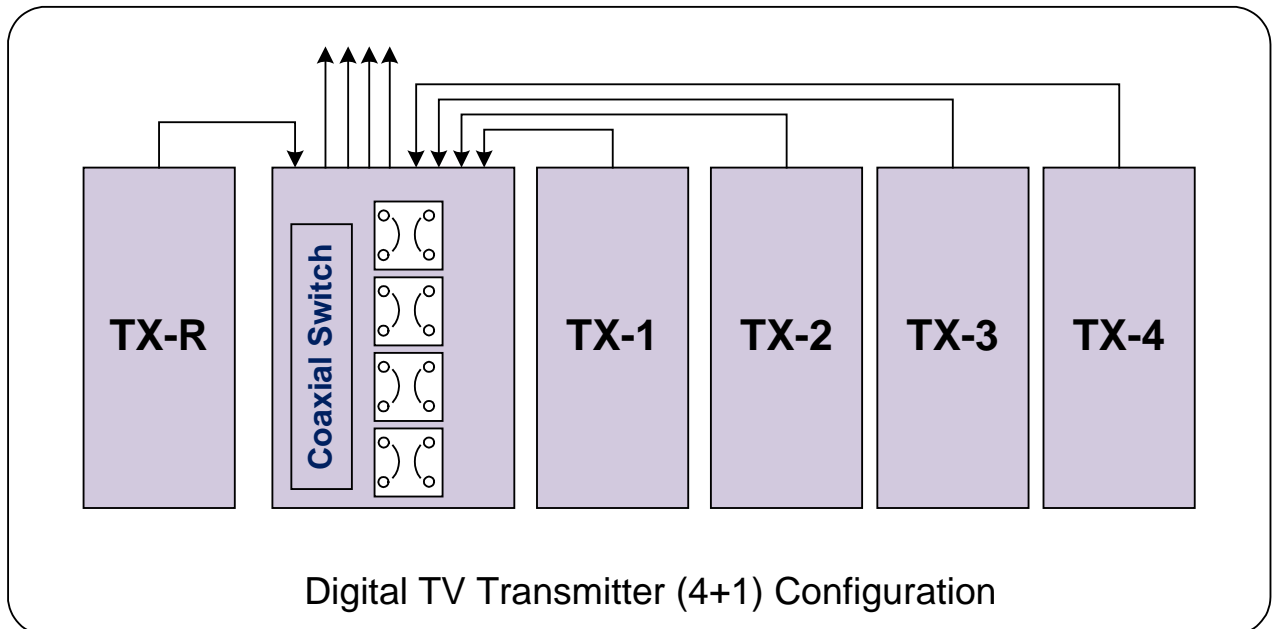 TX-R
Coaxial Switch
TX-1
TX-2
TX-3
TX-4
Digital TV Transmitter (4+1) Configuration